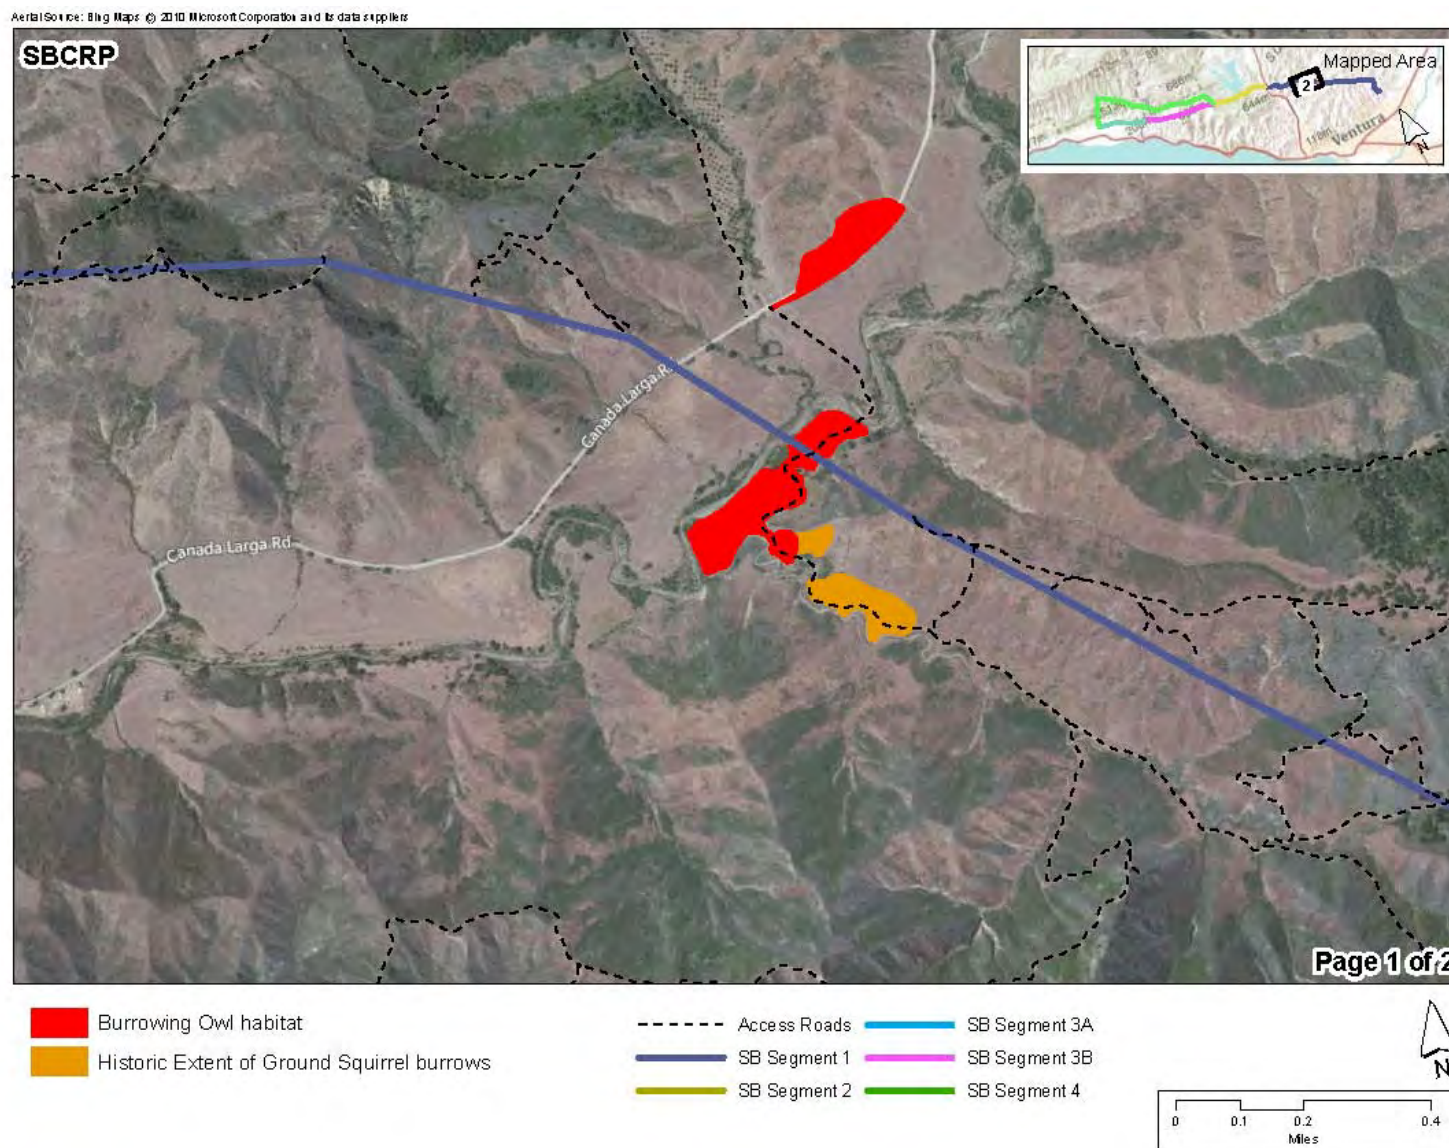 Aerial Source: Bing Maps © 2010 Microsoft Corporation and its data suppliers
SBCRP
Mapped Area
2
644m
Ventura
N
Canada Larga R
Canada Larga Rd
Page 1 of 2
Burrowing Owl habitat
Historic Extent of Ground Squirrel burrows
Access Roads
SB Segment 1
SB Segment 2
SB Segment 3A
SB Segment 3B
SB Segment 4
N
0 0.1 0.2 0.4
Miles